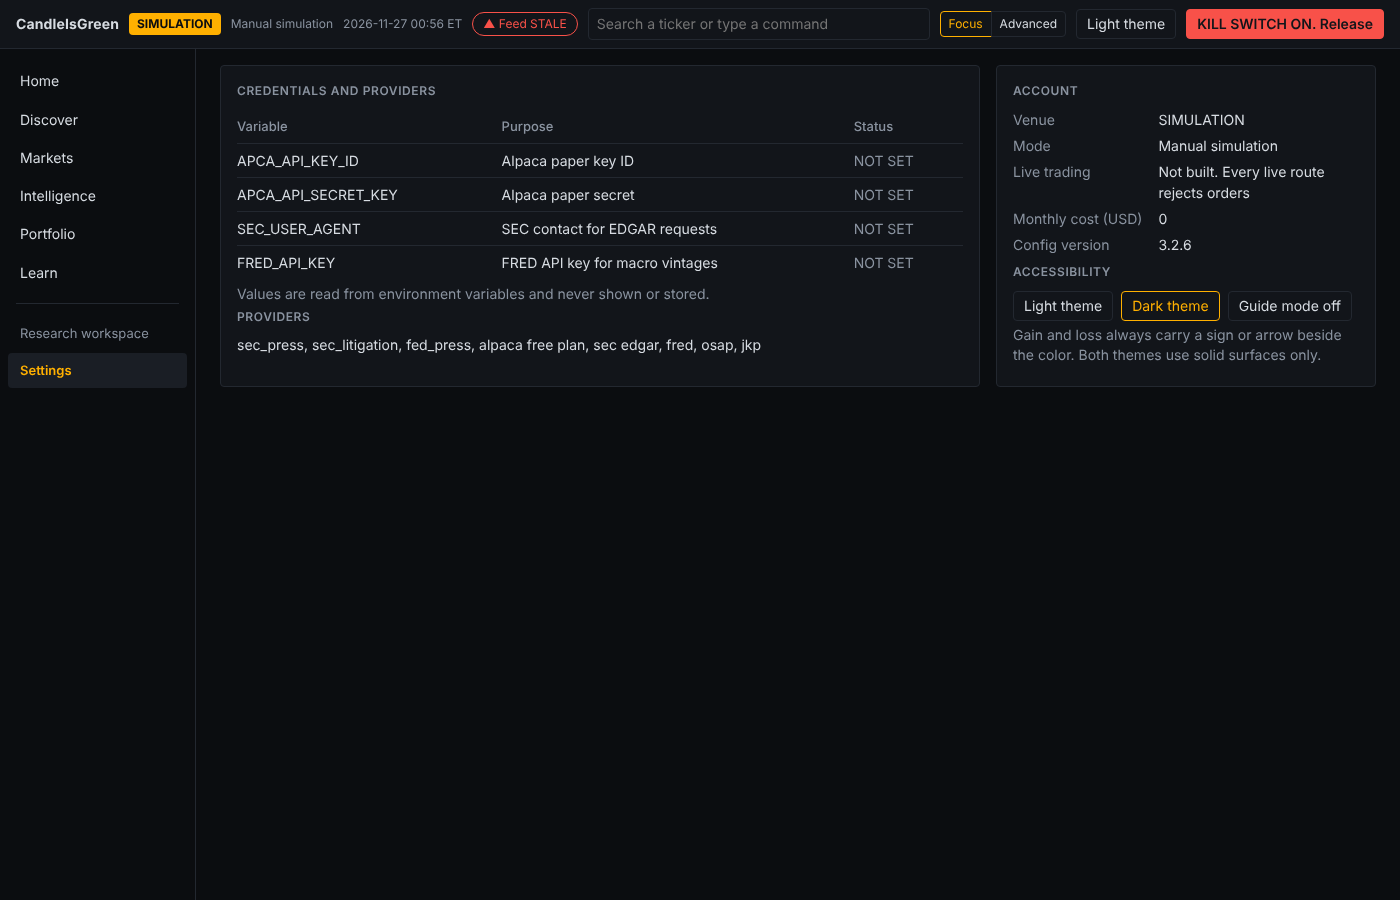 CandleIsGreen SIMULATION Manual simulation 2026-11-27 00:56 ET ▲ Feed STALE Search a ticker or type a command Focus Advanced Light theme KILL SWITCH ON. Release
Home
Discover
Markets
Intelligence
Portfolio
Learn
Research workspace
Settings
CREDENTIALS AND PROVIDERS
Variable Purpose Status
APCA_API_KEY_ID Alpaca paper key ID NOT SET
APCA_API_SECRET_KEY Alpaca paper secret NOT SET
SEC_USER_AGENT SEC contact for EDGAR requests NOT SET
FRED_API_KEY FRED API key for macro vintages NOT SET
Values are read from environment variables and never shown or stored.
PROVIDERS
sec_press, sec_litigation, fed_press, alpaca free plan, sec edgar, fred, osap, jkp
ACCOUNT
Venue SIMULATION
Mode Manual simulation
Live trading Not built. Every live route
rejects orders
Monthly cost (USD) 0
Config version 3.2.6
ACCESSIBILITY
Light theme Dark theme Guide mode off
Gain and loss always carry a sign or arrow beside
the color. Both themes use solid surfaces only.